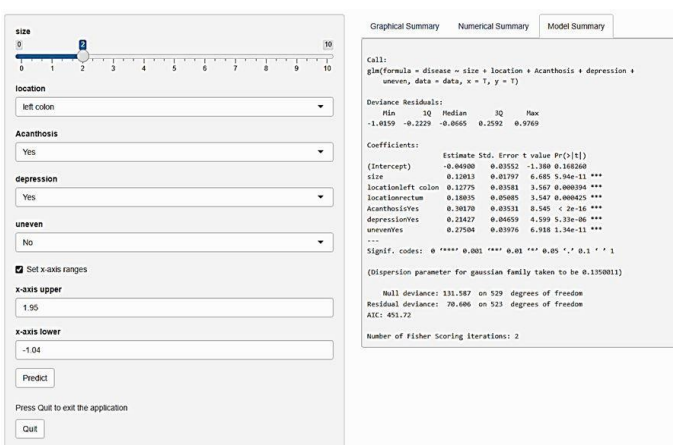 size
0 2 10
0 1 2 3 4 5 6 7 8 9 10
location
left colon
Acanthosis
Yes
depression
Yes
uneven
No
Set x-axis ranges
x-axis upper
1.95
x-axis lower
-1.04
Predict
Press Quit to exit the application
Quit
Graphical Summary Numerical Summary Model Summary
Call:
glm(formula = disease ~ size + location + Acanthosis + depression +
uneven, data = data, x = T, y = T)
Deviance Residuals:
Min 1Q Median 3Q Max
-1.0159 -0.2229 -0.0665 0.2592 0.9769
Coefficients:
Estimate Std. Error t value Pr(>|t|)
(Intercept) -0.04900 0.03552 -1.380 0.168260
size 0.12013 0.01797 6.685 5.94e-11 ***
locationleft colon 0.12775 0.03581 3.567 0.000394 ***
locationrectum 0.18035 0.05085 3.547 0.000425 ***
AcanthosisYes 0.30170 0.03531 8.545 < 2e-16 ***
depressionYes 0.21427 0.04659 4.599 5.33e-06 ***
unevenYes 0.27504 0.03976 6.918 1.34e-11 ***
---
Signif. codes: 0 ‘***’ 0.001 ‘**’ 0.01 ‘*’ 0.05 ‘.’ 0.1 ‘ ’ 1
(Dispersion parameter for gaussian family taken to be 0.1350011)
Null deviance: 131.587 on 529 degrees of freedom
Residual deviance: 70.606 on 523 degrees of freedom
AIC: 451.72
Number of Fisher Scoring iterations: 2